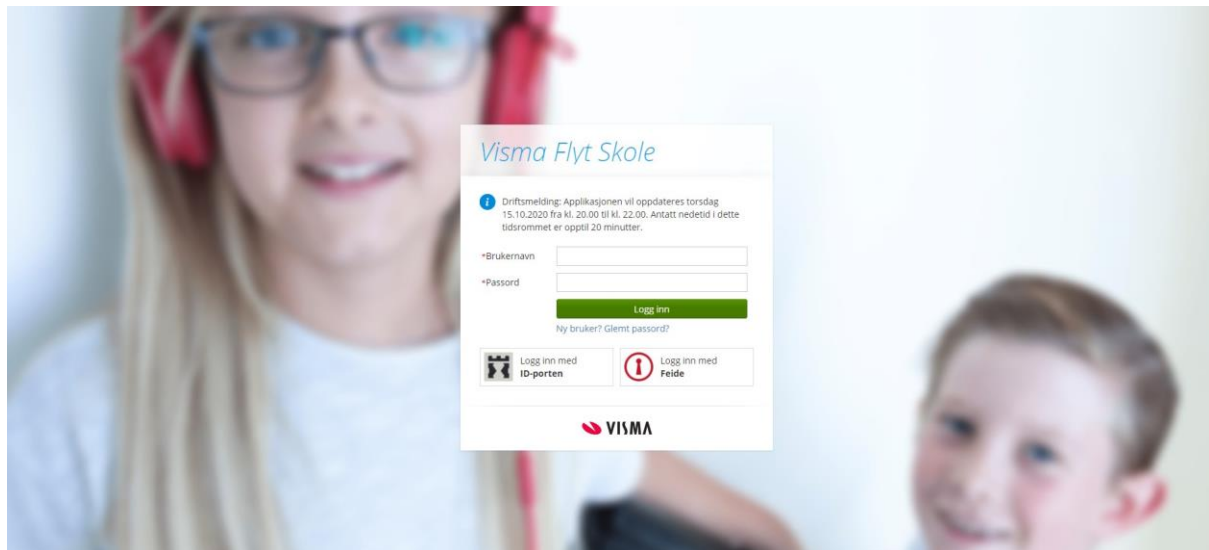 Visma Flyt Skole
Driftsmelding: Applikasjonen vil oppdateres torsdag
15.10.2020 fra kl. 20.00 til kl. 22.00. Antatt nedetid i dette
tidsrommet er opptil 20 minutter.
*Brukernavn
*Passord
Logg inn
Ny bruker? Glemt passord?
Logg inn med
ID-porten
Logg inn med
Feide
VISMA